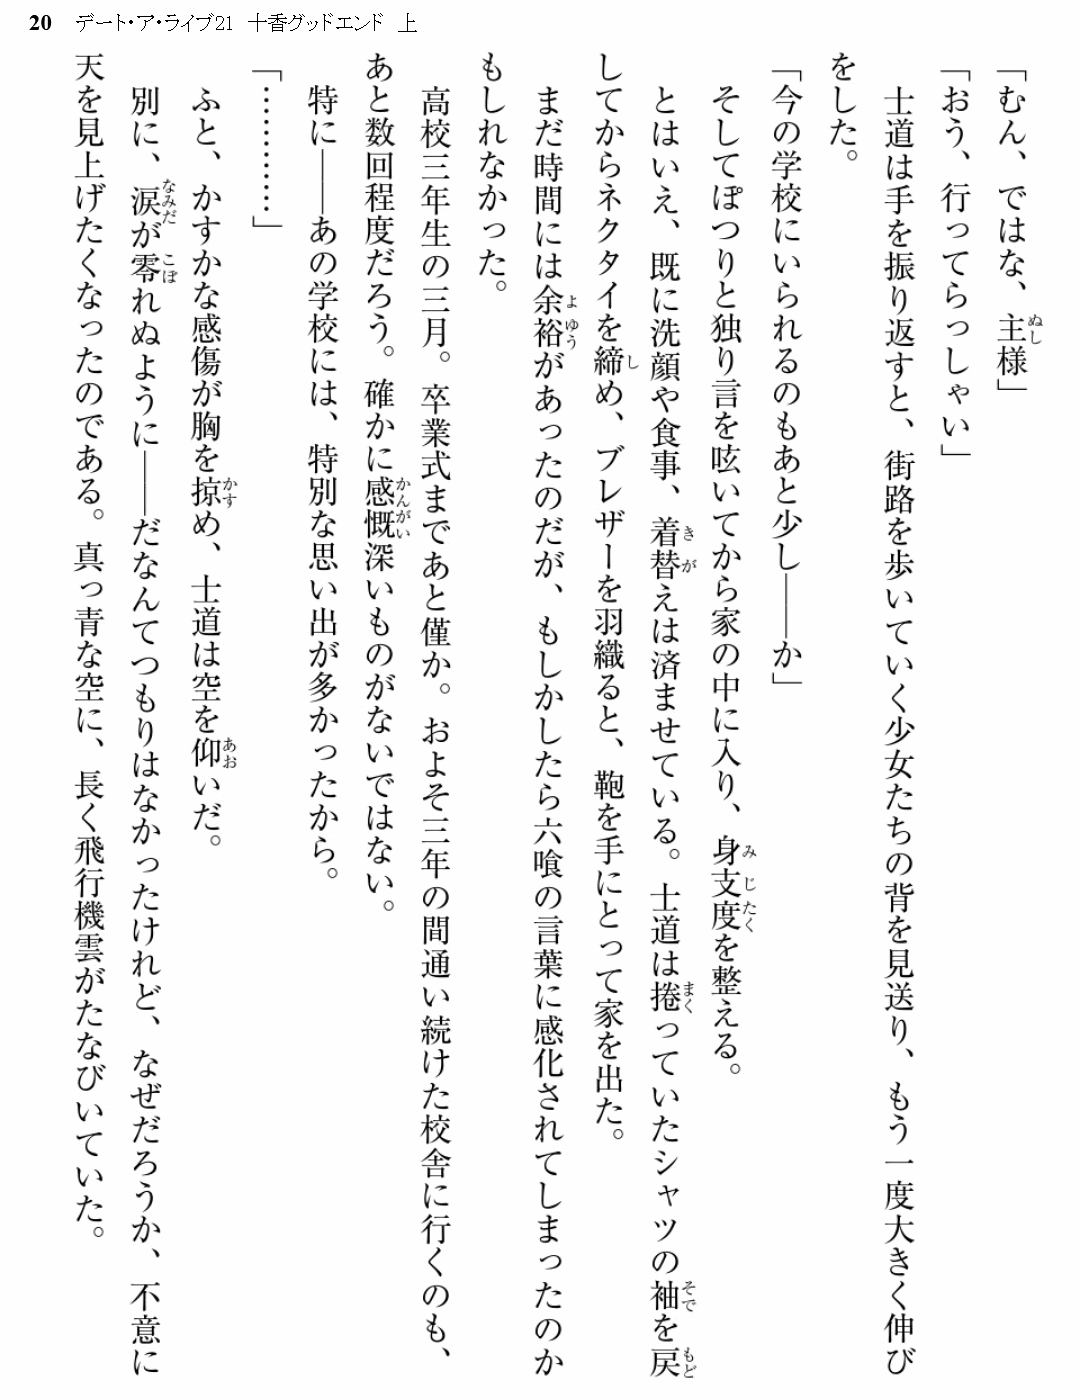 20 デート・ア・ライブ21 十香グッドエンド 上
「むん、ではな、主様」
「おう、行ってらっしゃい」
士道は手を振り返すと、街路を歩いていく少女たちの背を見送り、もう一度大きく伸び
をした。
「今の学校にいられるのもあと少し――か」
そしてぽつりと独り言を呟いてから家の中に入り、身支度を整える。
とはいえ、既に洗顔や食事、着替えは済ませている。士道は捲っていたシャツの袖を戻
してからネクタイを締め、ブレザーを羽織ると、鞄を手にとって家を出た。
まだ時間には余裕があったのだが、もしかしたら六喰の言葉に感化されてしまったのか
もしれなかった。
高校三年生の三月。卒業式まであと僅か。およそ三年の間通い続けた校舎に行くのも、
あと数回程度だろう。確かに感慨深いものがないではない。
特に――あの学校には、特別な思い出が多かったから。
「…………」
ふと、かすかな感傷が胸を掠め、士道は空を仰いだ。
別に、涙が零れぬように――だなんてつもりはなかったけれど、なぜだろうか、不意に
天を見上げたくなったのである。真っ青な空に、長く飛行機雲がたなびいていた。